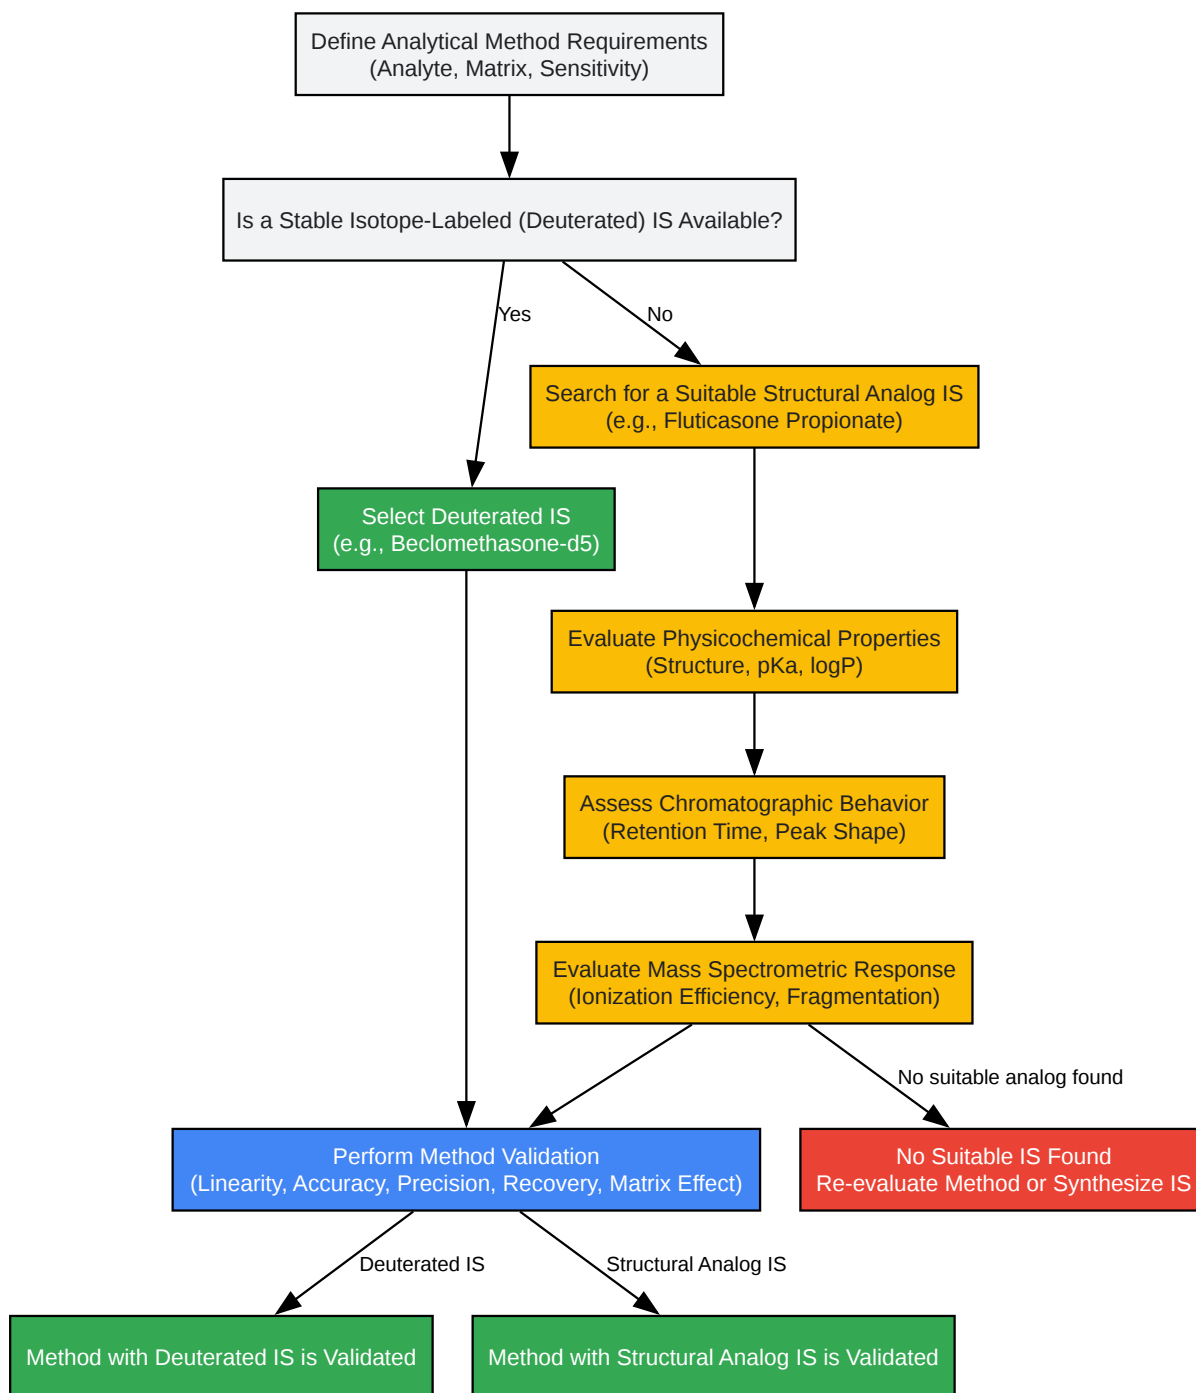 Define Analytical Method Requirements
(Analyte, Matrix, Sensitivity)
Is a Stable Isotope-Labeled (Deuterated) IS Available?
Yes
No
Search for a Suitable Structural Analog IS
(e.g., Fluticasone Propionate)
Select Deuterated IS
(e.g., Beclomethasone-d5)
Evaluate Physicochemical Properties
(Structure, pKa, logP)
Assess Chromatographic Behavior
(Retention Time, Peak Shape)
Evaluate Mass Spectrometric Response
(Ionization Efficiency, Fragmentation)
No suitable analog found
Perform Method Validation
(Linearity, Accuracy, Precision, Recovery, Matrix Effect)
No Suitable IS Found
Re-evaluate Method or Synthesize IS
Deuterated IS
Structural Analog IS
Method with Deuterated IS is Validated
Method with Structural Analog IS is Validated